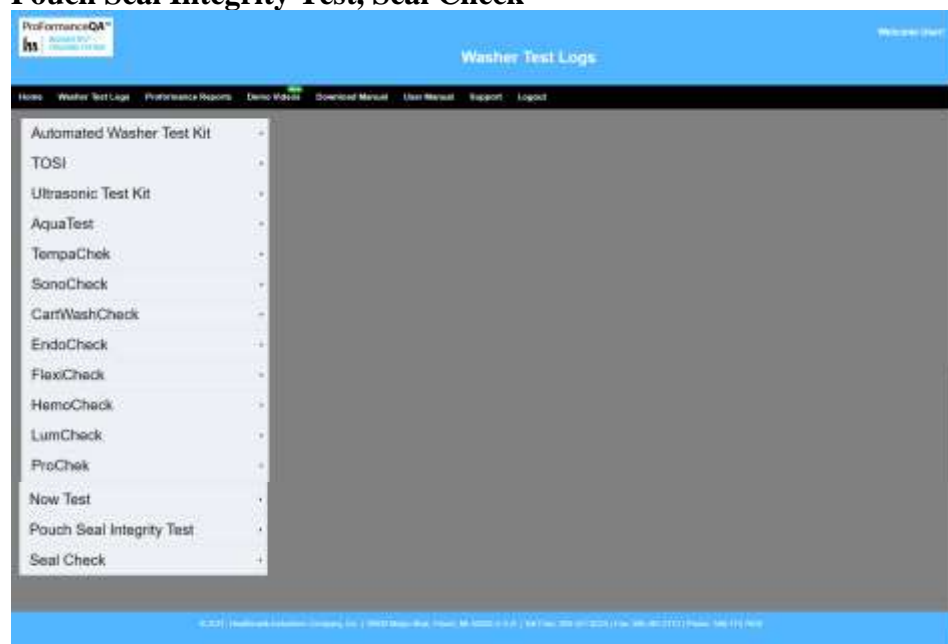 Pouch Seal Integrity Test, Seal Check
ProFormanceQA™
Welcome User!
Washer Test Logs
Home Washer Test Logs Proformance Reports Demo Videos Download Manual User Manual Support Logout
Automated Washer Test Kit
TOSI
Ultrasonic Test Kit
AquaTest
TempaChek
SonoCheck
CartWashCheck
EndoCheck
FlexiCheck
HemoCheck
LumCheck
ProChek
Now Test
Pouch Seal Integrity Test
Seal Check